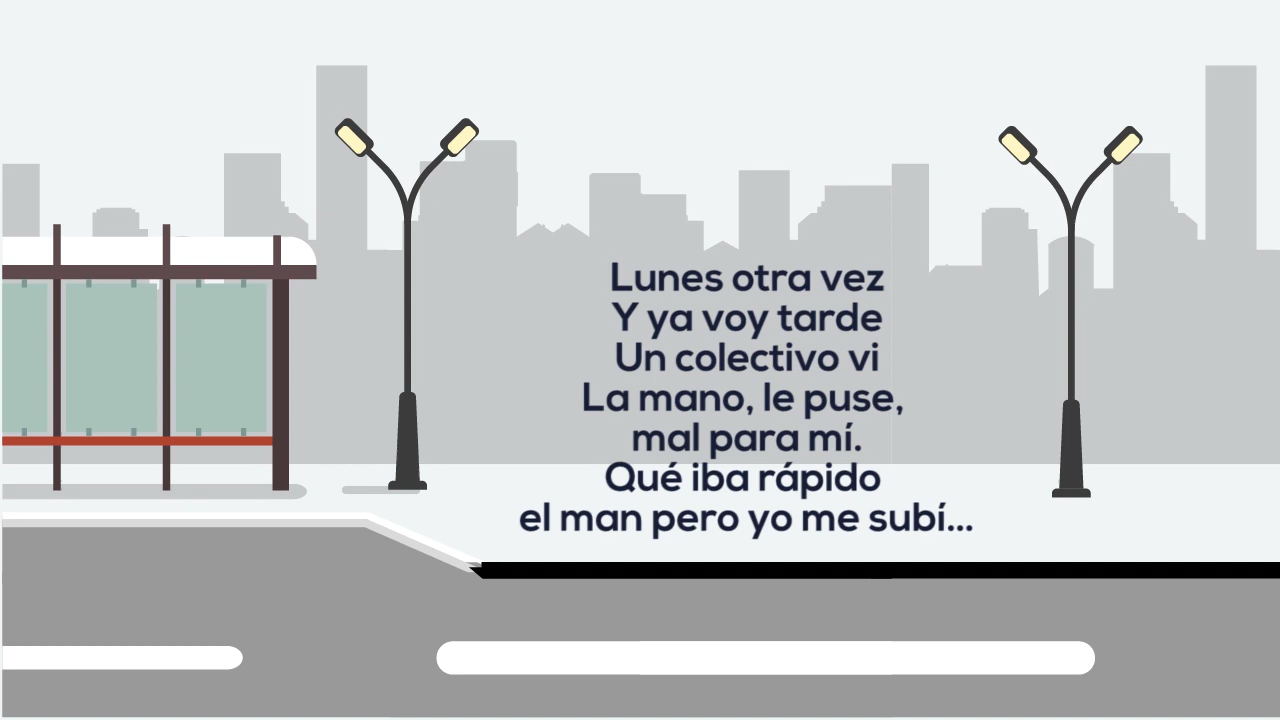 Lunes otra vez
Y ya voy tarde
Un colectivo vi
La mano, le puse,
mal para mí.
Qué iba rápido
el man pero yo me subí...